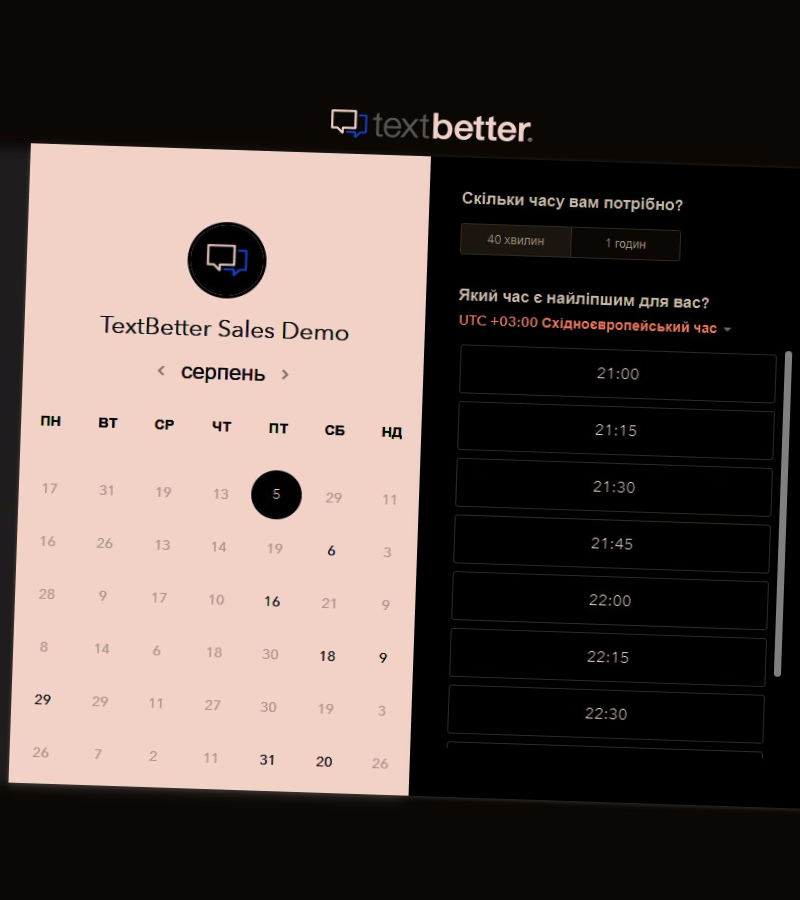 textbetter.
TextBetter Sales Demo
серпень
ПН ВТ СР ЧТ ПТ СБ НД
17 31 19 13 5 29 11
16 26 13 14 19 6 3
28 9 17 10 16 21 9
8 14 6 18 30 18 9
29 29 11 27 30 19 3
26 7 2 11 31 20 26
Скільки часу вам потрібно?
40 хвилин 1 годин
Який час є найліпшим для вас?
UTC +03:00 Східноєвропейський час
21:00
21:15
21:30
21:45
22:00
22:15
22:30